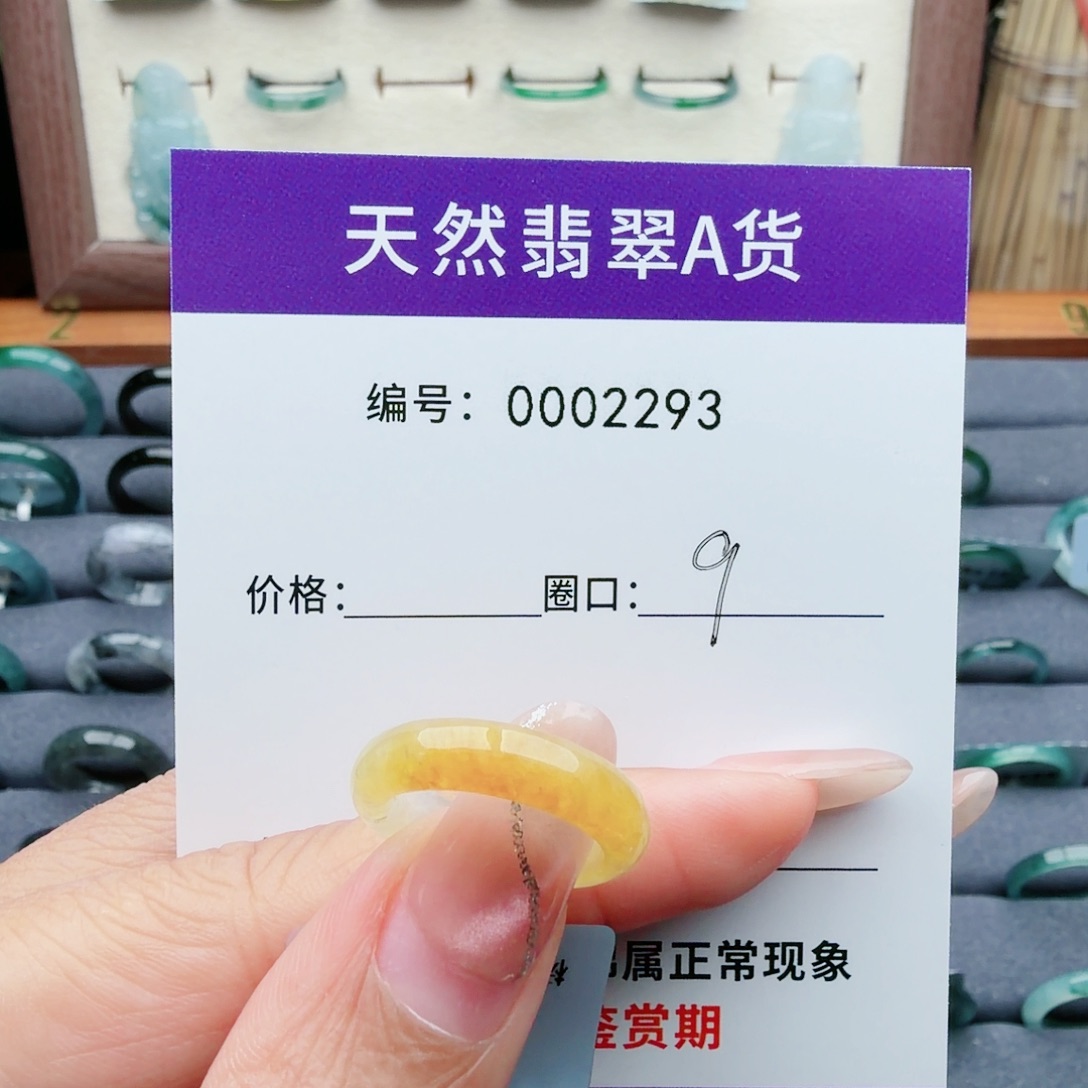 天然翡翠A货
编号：0002293
价格： 圈口：9
属正常现象
鉴赏期